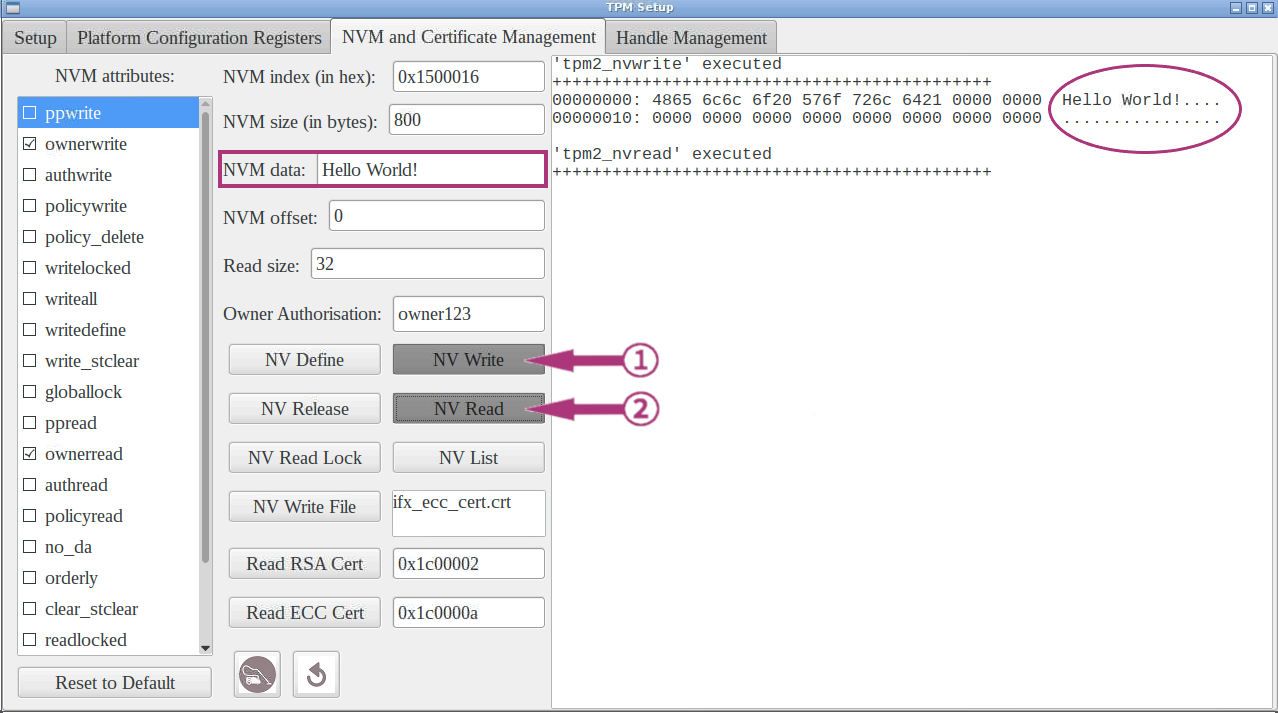 TPM Setup
Setup
Platform Configuration Registers
NVM and Certificate Management
Handle Management
NVM attributes:
ppwrite
ownerwrite
authwrite
policywrite
policy_delete
writelocked
writeall
writedefine
write_stclear
globallock
ppread
ownerread
authread
policyread
no_da
orderly
clear_stclear
readlocked
Reset to Default
NVM index (in hex): 0x1500016
NVM size (in bytes): 800
NVM data: Hello World!
NVM offset: 0
Read size: 32
Owner Authorisation: owner123
NV Define NV Write ①
NV Release NV Read ②
NV Read Lock NV List
NV Write File ifx_ecc_cert.crt
Read RSA Cert 0x1c00002
Read ECC Cert 0x1c0000a
'tpm2_nvwrite' executed
++++++++++++++++++++++++++++++++++++++++++++
00000000: 4865 6c6c 6f20 576f 726c 6421 0000 0000 Hello World!....
00000010: 0000 0000 0000 0000 0000 0000 0000 0000 ................
'tpm2_nvread' executed
++++++++++++++++++++++++++++++++++++++++++++